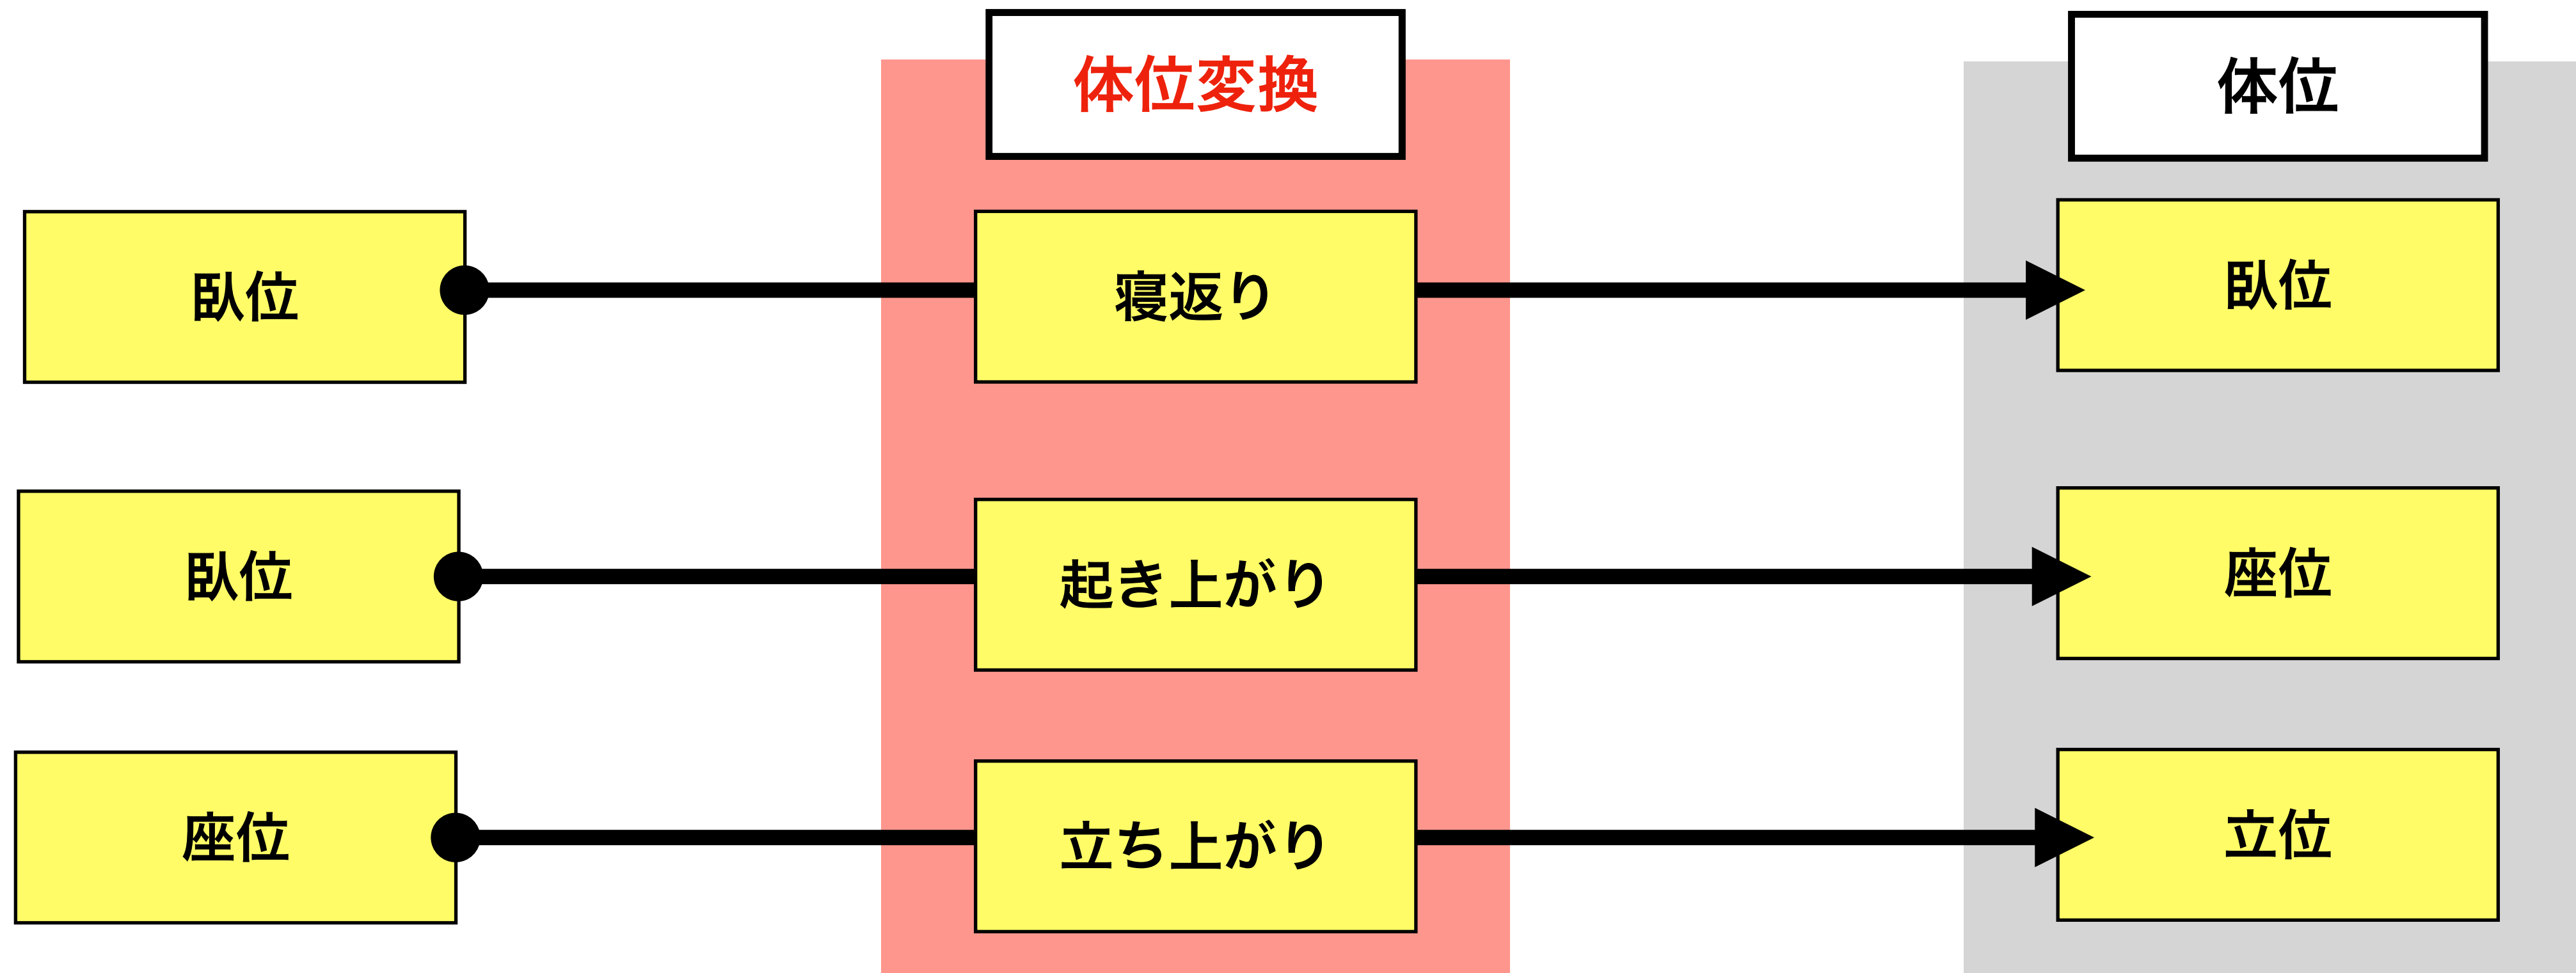 体位変換
体位
臥位
寝返り
臥位
臥位
起き上がり
座位
座位
立ち上がり
立位